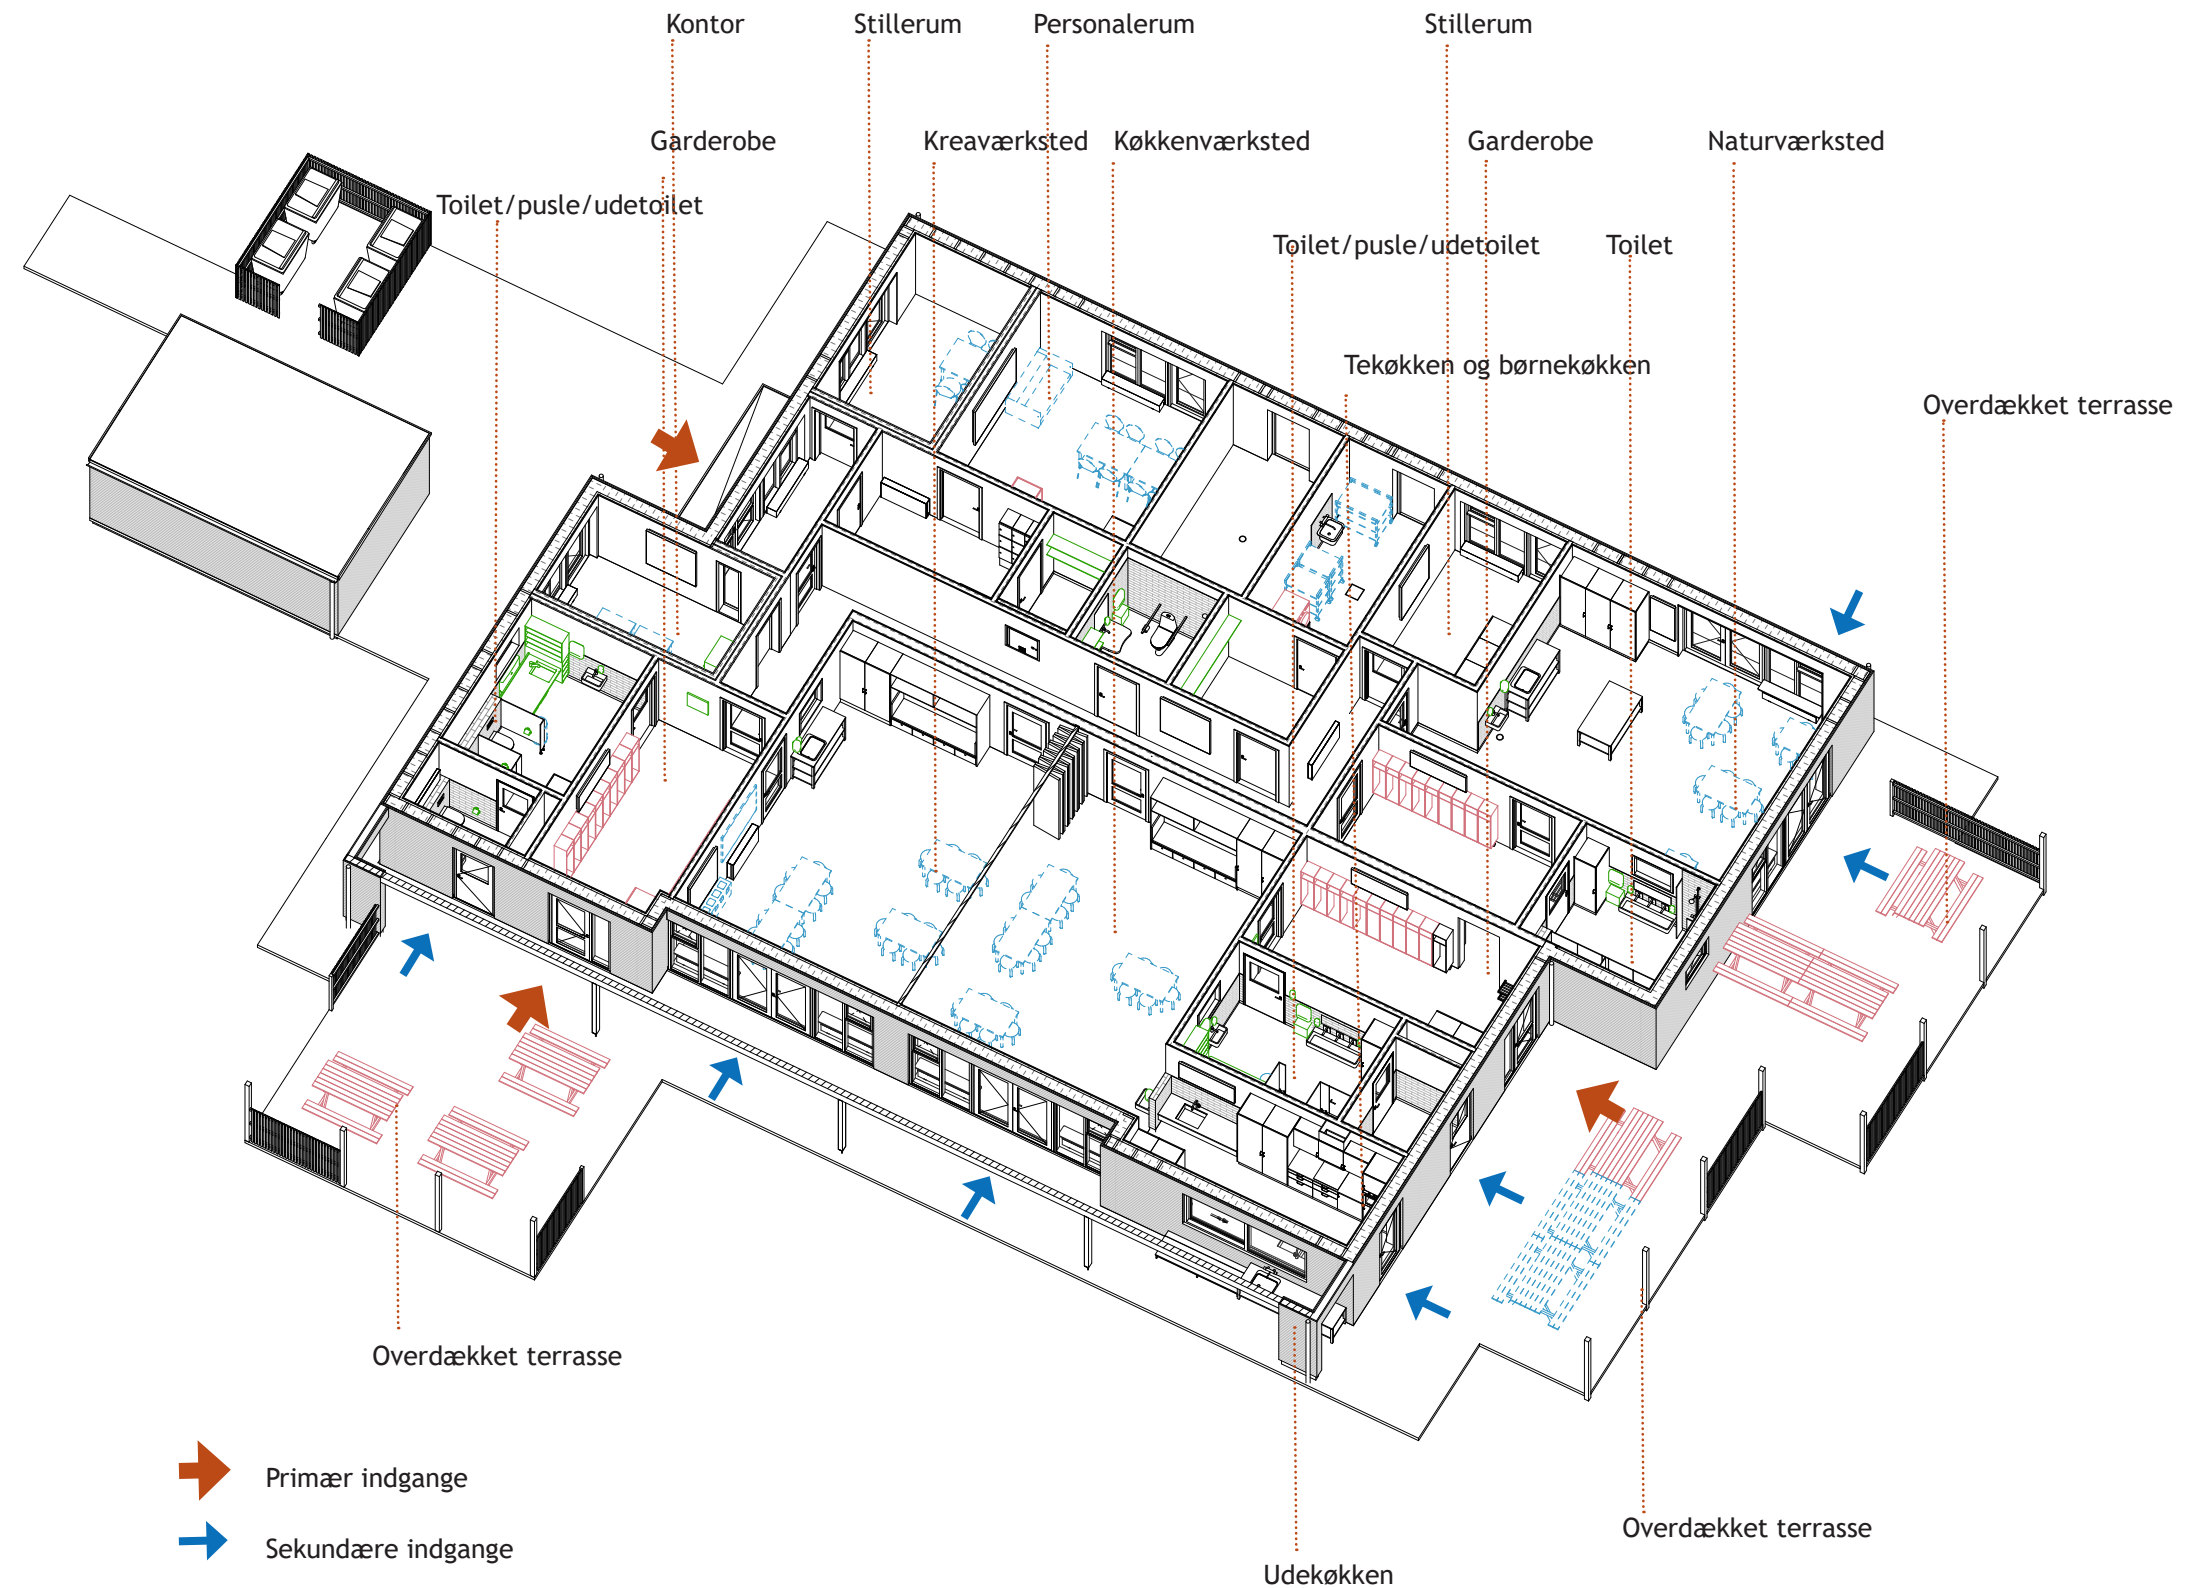 Kontor
Stillerum
Personalerum
Stillerum
Garderobe
Kreaværksted
Køkkenværksted
Garderobe
Naturværksted
Toilet/pusle/udetoilet
Toilet/pusle/udetoilet
Toilet
Tekøkken og børnekøkken
Overdækket terrasse
Overdækket terrasse
Primær indgange
Sekundære indgange
Overdækket terrasse
Udekøkken